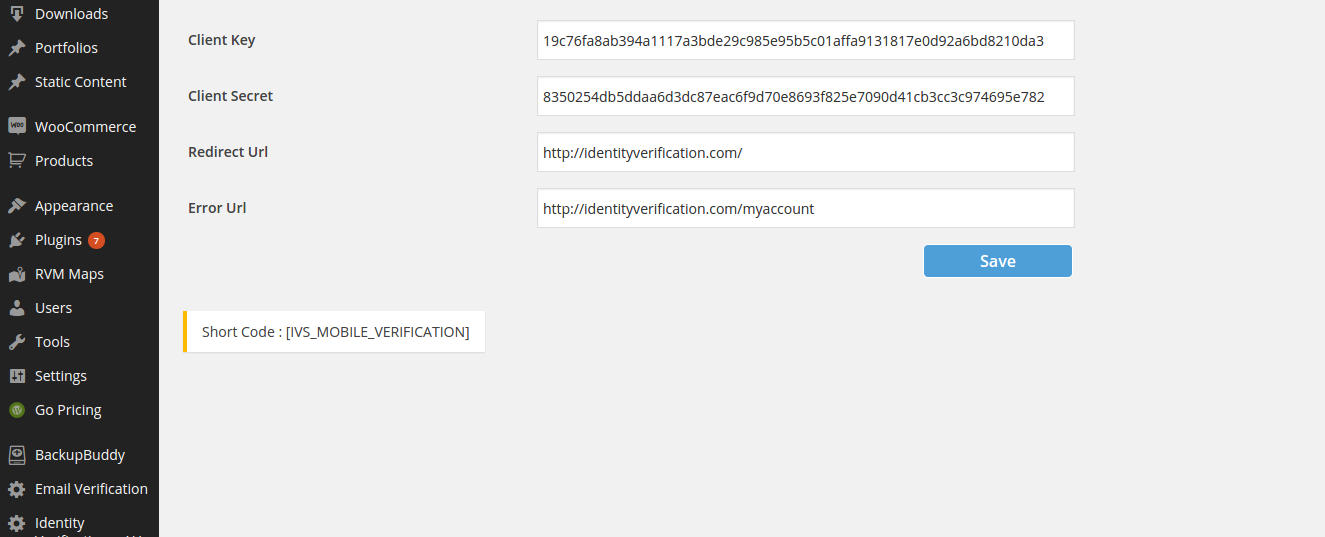 Downloads
Portfolios
Static Content
WooCommerce
Products
Appearance
Plugins 7
RVM Maps
Users
Tools
Settings
Go Pricing
BackupBuddy
Email Verification
Identity
Client Key 19c76fa8ab394a1117a3bde29c985e95b5c01affa9131817e0d92a6bd8210da3
Client Secret 8350254db5ddaa6d3dc87eac6f9d70e8693f825e7090d41cb3cc3c974695e782
Redirect Url http://identityverification.com/
Error Url http://identityverification.com/myaccount
Save
Short Code : [IVS_MOBILE_VERIFICATION]